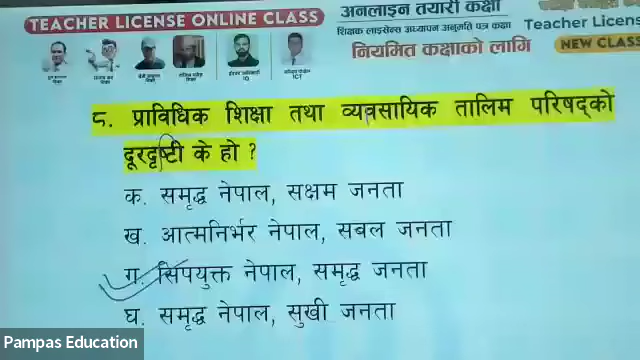 TEACHER LICENSE ONLINE CLASS
अनलाइन तयारी कक्षा
शिक्षक लाइसेन्स अध्यापन अनुमति पत्र कक्षा
Teacher Licens
नियमित कक्षाको लागि
NEW CLASS
IQ
ICT
८. प्राविधिक शिक्षा तथा व्यवसायिक तालिम परिषद्को
दूरदृष्टी के हो ?
क. समृद्ध नेपाल, सक्षम जनता
ख. आत्मनिर्भर नेपाल, सबल जनता
ग. सिपयुक्त नेपाल, समृद्ध जनता
घ. समृद्ध नेपाल, सुखी जनता
Pampas Education